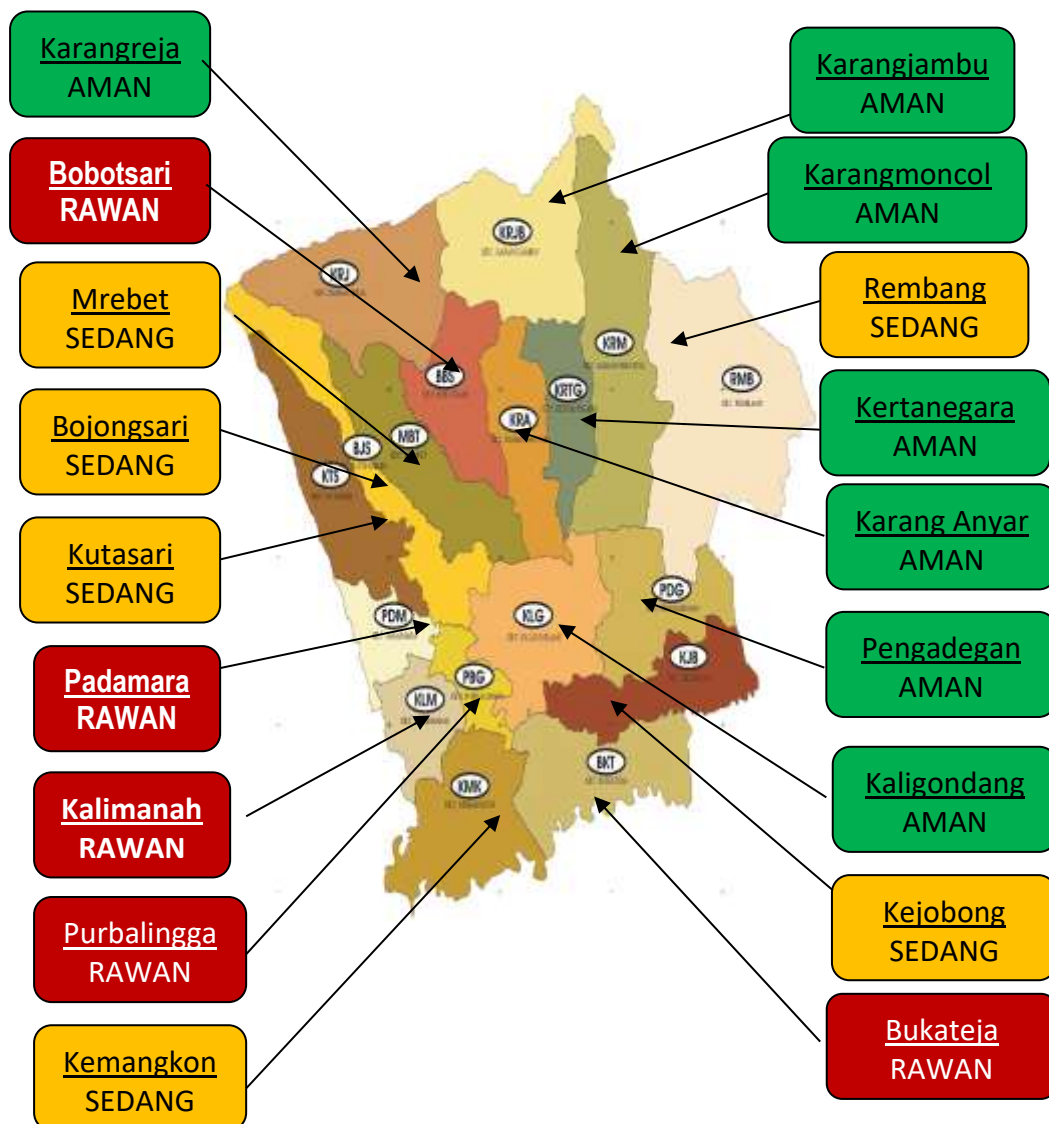 Karangreja
AMAN
Bobotsari
RAWAN
Mrebet
SEDANG
Bojongsari
SEDANG
Kutasari
SEDANG
Padamara
RAWAN
Kalimanah
RAWAN
Purbalingga
RAWAN
Kemangkon
SEDANG
Karangjambu
AMAN
Karangmoncol
AMAN
Rembang
SEDANG
Kertanegara
AMAN
Karang Anyar
AMAN
Pengadegan
AMAN
Kaligondang
AMAN
Kejobong
SEDANG
Bukateja
RAWAN
KRJB
KRJ
KRM
BBS
KRTG
RMB
KRA
MBT
BJS
KTS
PDM
KLG
PDG
KJB
PBG
KLM
KMK
BKT